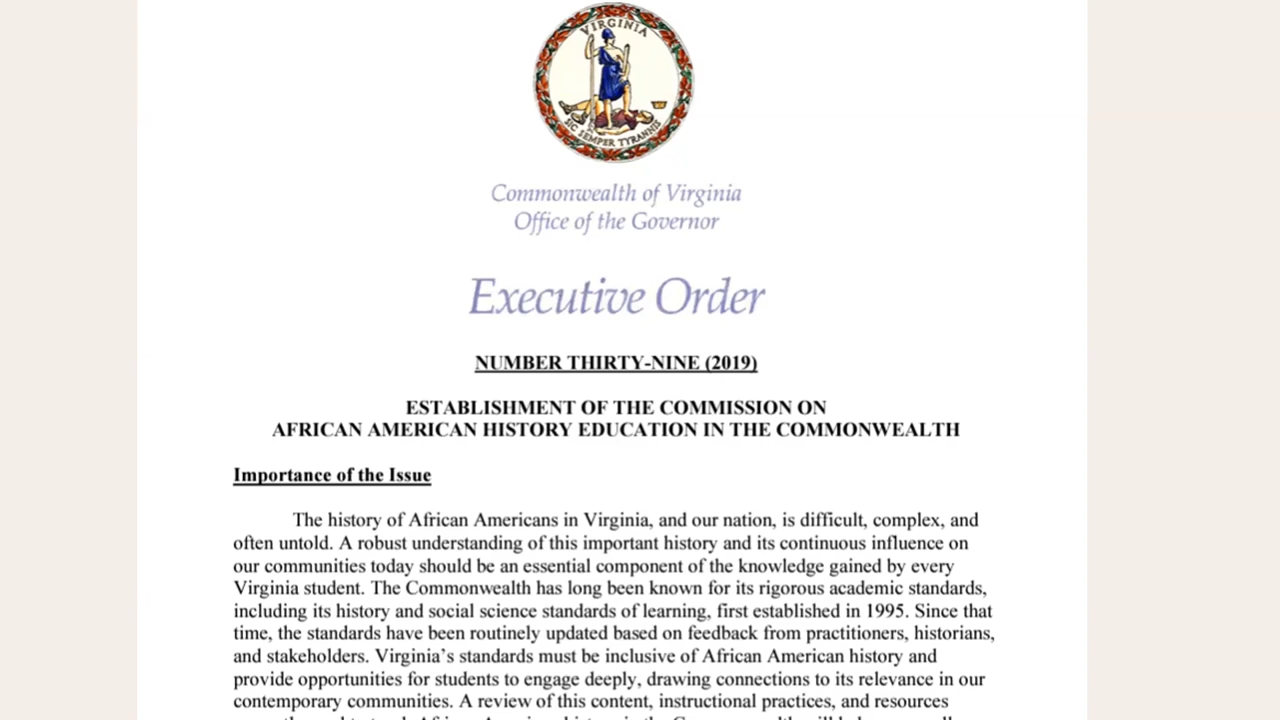 VIRGINIA
SIC SEMPER TYRANNIS
Commonwealth of Virginia
Office of the Governor
Executive Order
NUMBER THIRTY-NINE (2019)
ESTABLISHMENT OF THE COMMISSION ON
AFRICAN AMERICAN HISTORY EDUCATION IN THE COMMONWEALTH
Importance of the Issue
The history of African Americans in Virginia, and our nation, is difficult, complex, and
often untold. A robust understanding of this important history and its continuous influence on
our communities today should be an essential component of the knowledge gained by every
Virginia student. The Commonwealth has long been known for its rigorous academic standards,
including its history and social science standards of learning, first established in 1995. Since that
time, the standards have been routinely updated based on feedback from practitioners, historians,
and stakeholders. Virginia’s standards must be inclusive of African American history and
provide opportunities for students to engage deeply, drawing connections to its relevance in our
contemporary communities. A review of this content, instructional practices, and resources